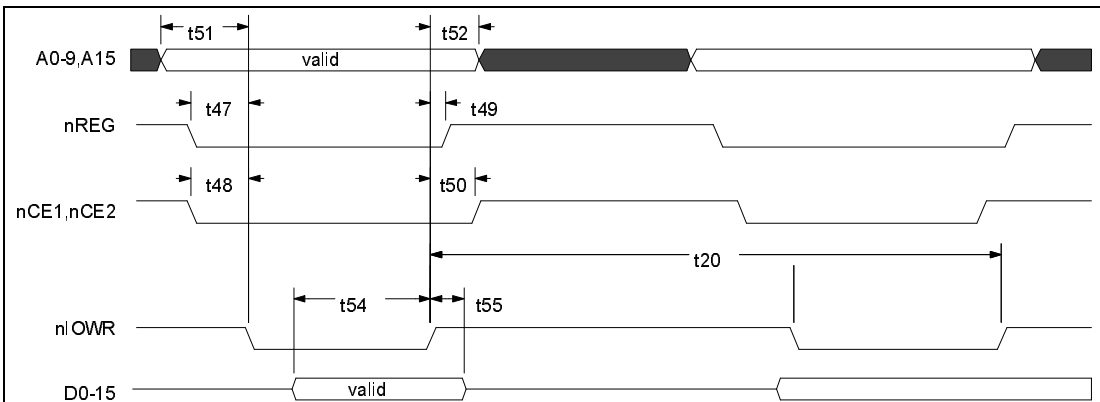 t51
t52
A0-9,A15
valid
t47
t49
nREG
t48
t50
nCE1,nCE2
t20
t54
t55
nIOWR
D0-15
valid